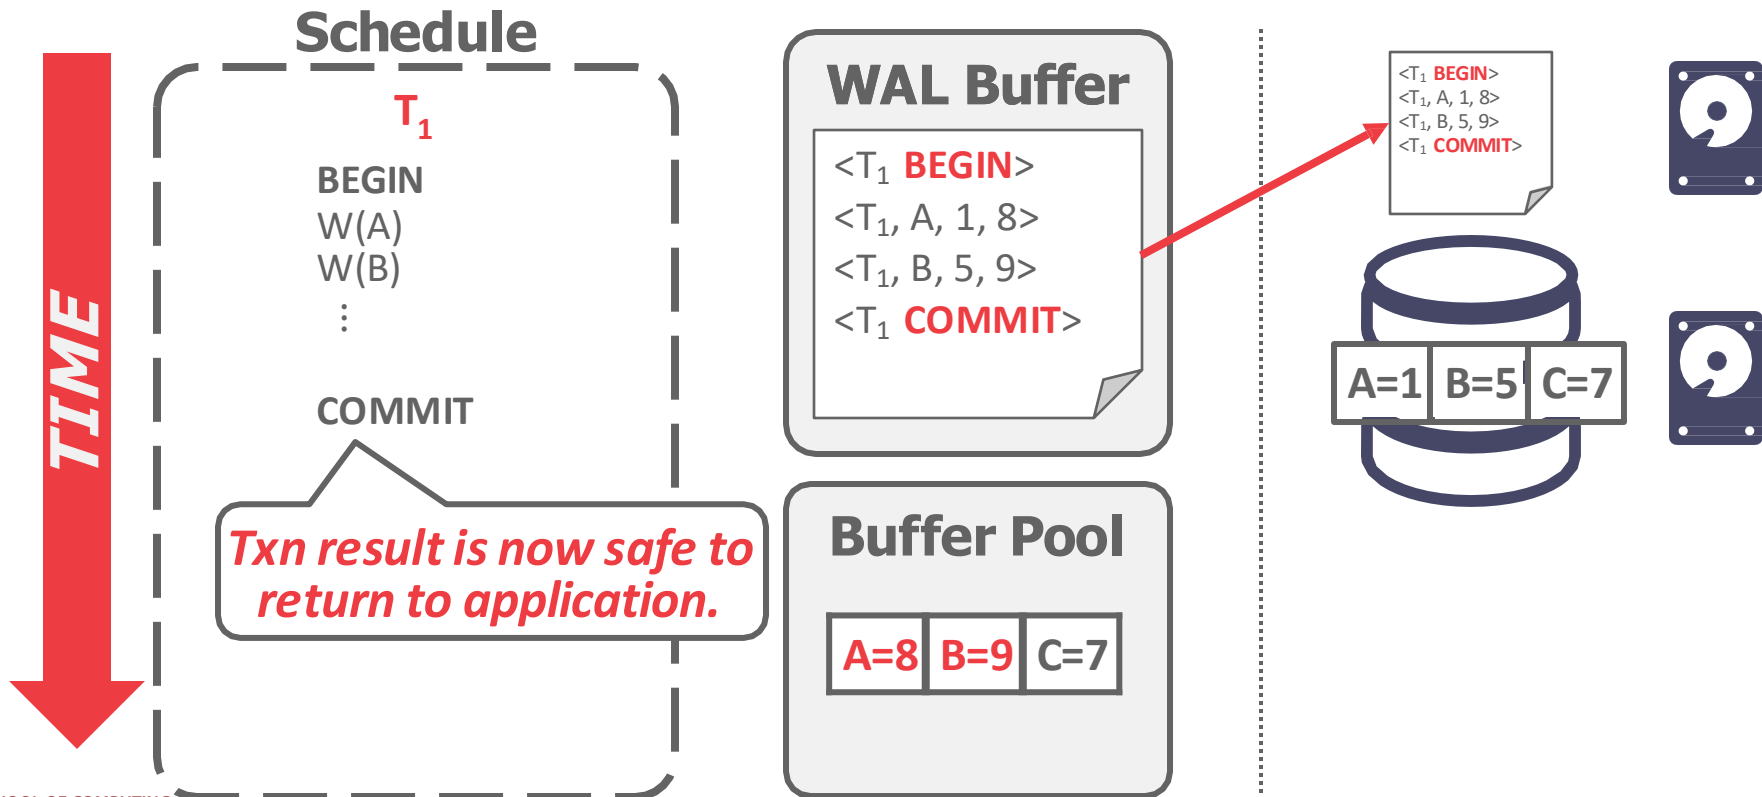 Schedule
TIME
T₁
BEGIN
W(A)
W(B)
⋮
COMMIT
Txn result is now safe to
return to application.
WAL Buffer
<T₁ BEGIN>
<T₁, A, 1, 8>
<T₁, B, 5, 9>
<T₁ COMMIT>
Buffer Pool
A=8 B=9 C=7
<T₁ BEGIN>
<T₁, A, 1, 8>
<T₁, B, 5, 9>
<T₁ COMMIT>
A=1 B=5 C=7